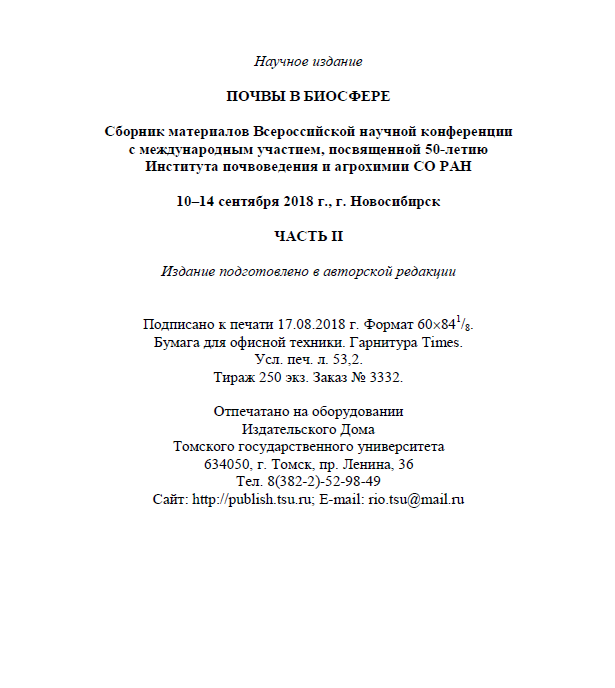 Научное издание
ПОЧВЫ В БИОСФЕРЕ
Сборник материалов Всероссийской научной конференции
с международным участием, посвященной 50-летию
Института почвоведения и агрохимии СО РАН
10–14 сентября 2018 г., г. Новосибирск
ЧАСТЬ II
Издание подготовлено в авторской редакции
Подписано к печати 17.08.2018 г. Формат 60×84¹/₈.
Бумага для офисной техники. Гарнитура Times.
Усл. печ. л. 53,2.
Тираж 250 экз. Заказ № 3332.
Отпечатано на оборудовании
Издательского Дома
Томского государственного университета
634050, г. Томск, пр. Ленина, 36
Тел. 8(382-2)-52-98-49
Сайт: http://publish.tsu.ru; E-mail: rio.tsu@mail.ru